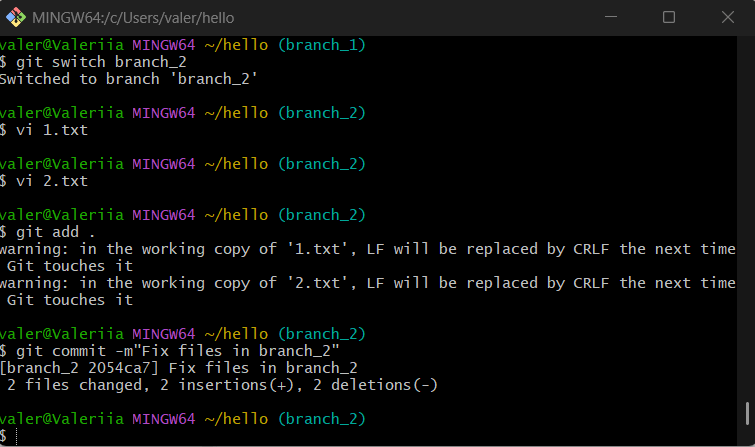 MINGW64:/c/Users/valer/hello
valer@Valeriia MINGW64 ~/hello (branch_1)
$ git switch branch_2
Switched to branch 'branch_2'
valer@Valeriia MINGW64 ~/hello (branch_2)
$ vi 1.txt
valer@Valeriia MINGW64 ~/hello (branch_2)
$ vi 2.txt
valer@Valeriia MINGW64 ~/hello (branch_2)
$ git add .
warning: in the working copy of '1.txt', LF will be replaced by CRLF the next time
Git touches it
warning: in the working copy of '2.txt', LF will be replaced by CRLF the next time
Git touches it
valer@Valeriia MINGW64 ~/hello (branch_2)
$ git commit -m"Fix files in branch_2"
[branch_2 2054ca7] Fix files in branch_2
2 files changed, 2 insertions(+), 2 deletions(-)
valer@Valeriia MINGW64 ~/hello (branch_2)
$